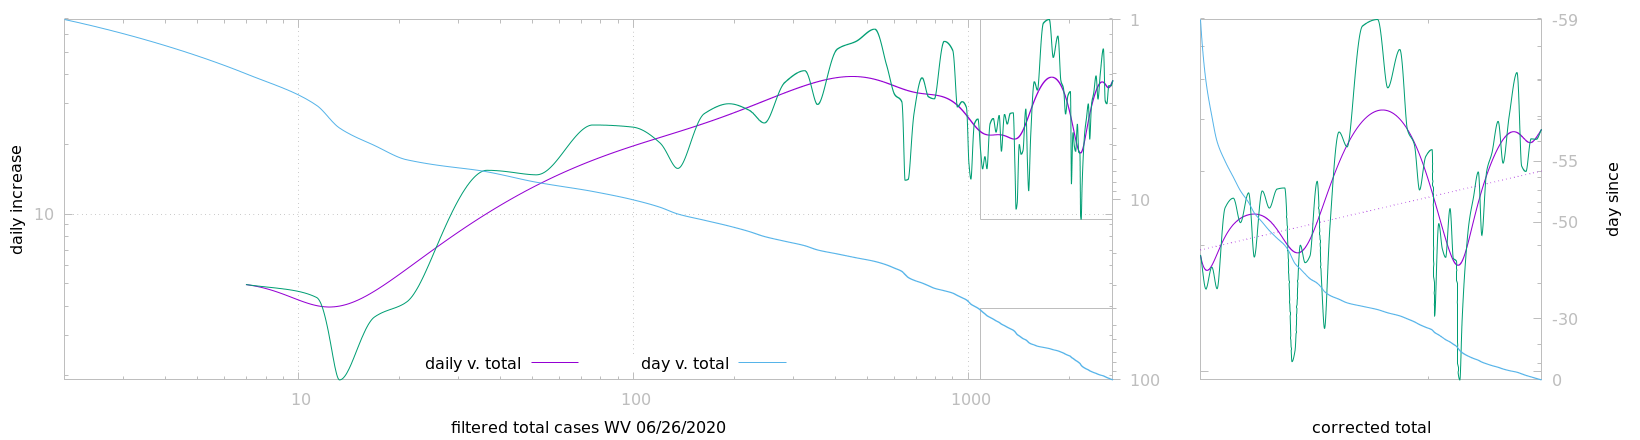 1
-59
daily increase
10
10
-55
-50
-30
day since
daily v. total
day v. total
100
0
10
100
1000
filtered total cases WV 06/26/2020
corrected total